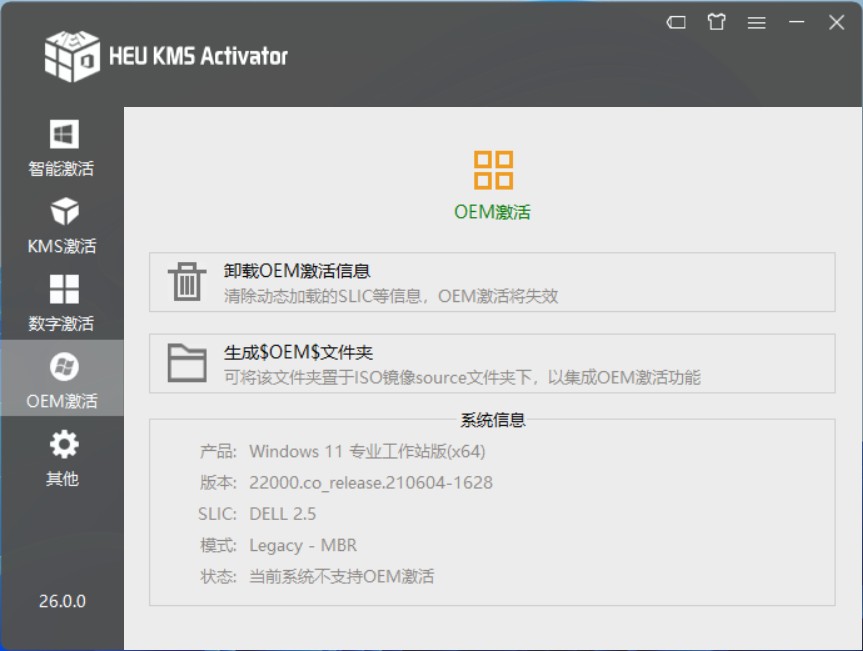 HEU KMS Activator
智能激活
KMS激活
数字激活
OEM激活
其他
26.0.0
OEM激活
卸载OEM激活信息
清除动态加载的SLIC等信息，OEM激活将失效
生成$OEM$文件夹
可将该文件夹置于ISO镜像source文件夹下，以集成OEM激活功能
系统信息
产品: Windows 11 专业工作站版(x64)
版本: 22000.co_release.210604-1628
SLIC: DELL 2.5
模式: Legacy - MBR
状态: 当前系统不支持OEM激活